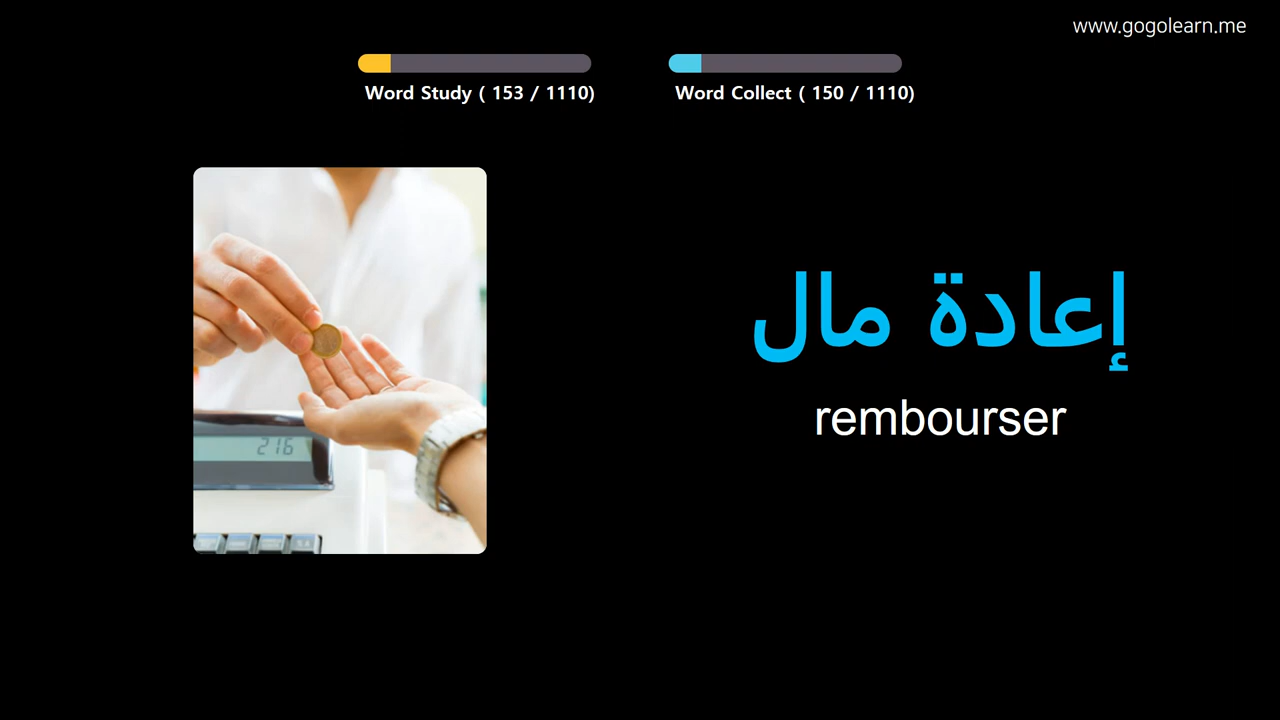 www.gogolearn.me
Word Study ( 153 / 1110)
Word Collect ( 150 / 1110)
إعادة مال
rembourser
216